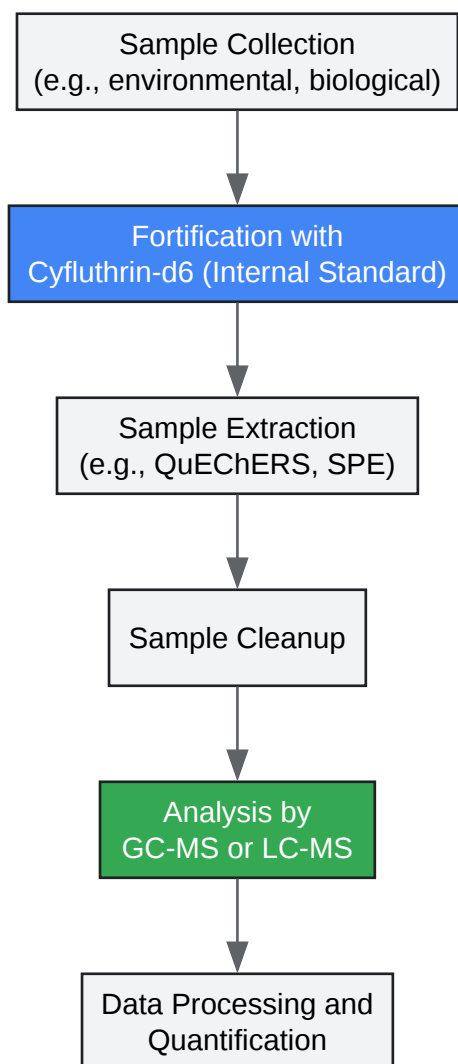 Sample Collection
(e.g., environmental, biological)
Fortification with
Cyfluthrin-d6 (Internal Standard)
Sample Extraction
(e.g., QuEChERS, SPE)
Sample Cleanup
Analysis by
GC-MS or LC-MS
Data Processing and
Quantification